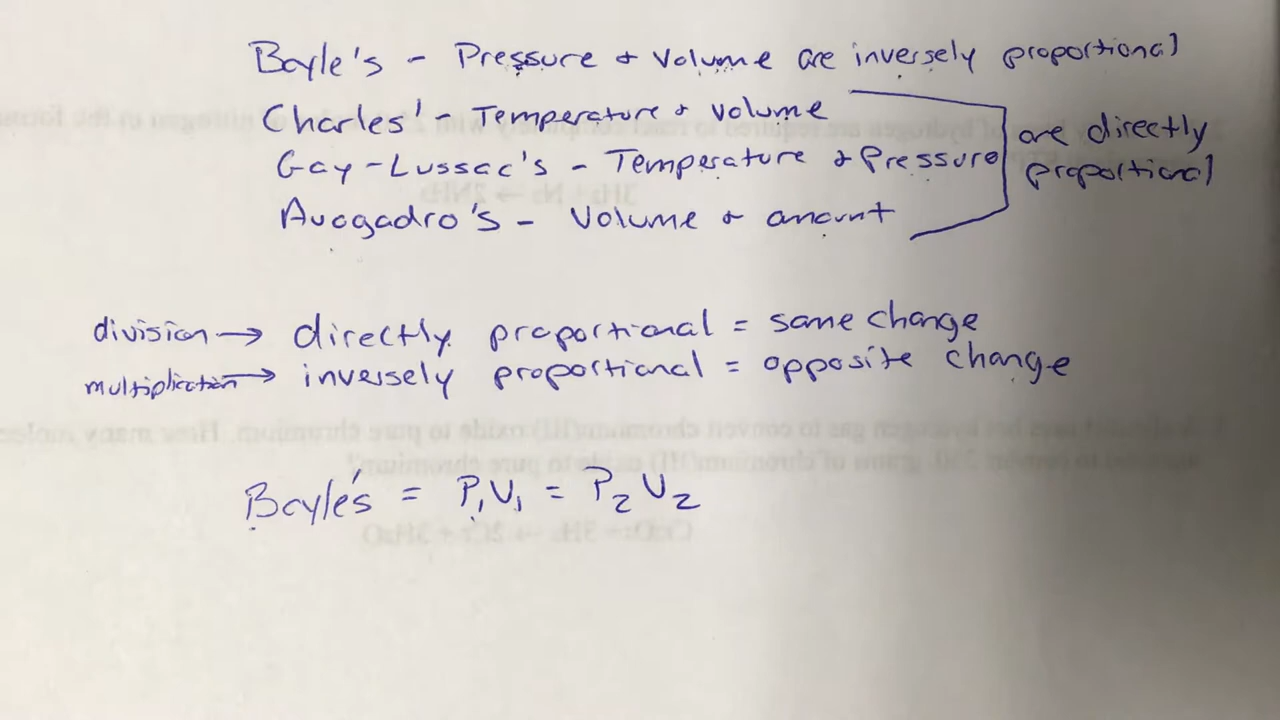 Boyle's - Pressure + Volume are inversely proportional
Charles' - Temperature + volume
Gay-Lussac's - Temperature + Pressure
Avogadro's - Volume + amount
are directly
proportional
division → directly proportional = same change
multiplication → inversely proportional = opposite change
Boyle's = P₁V₁ = P₂V₂